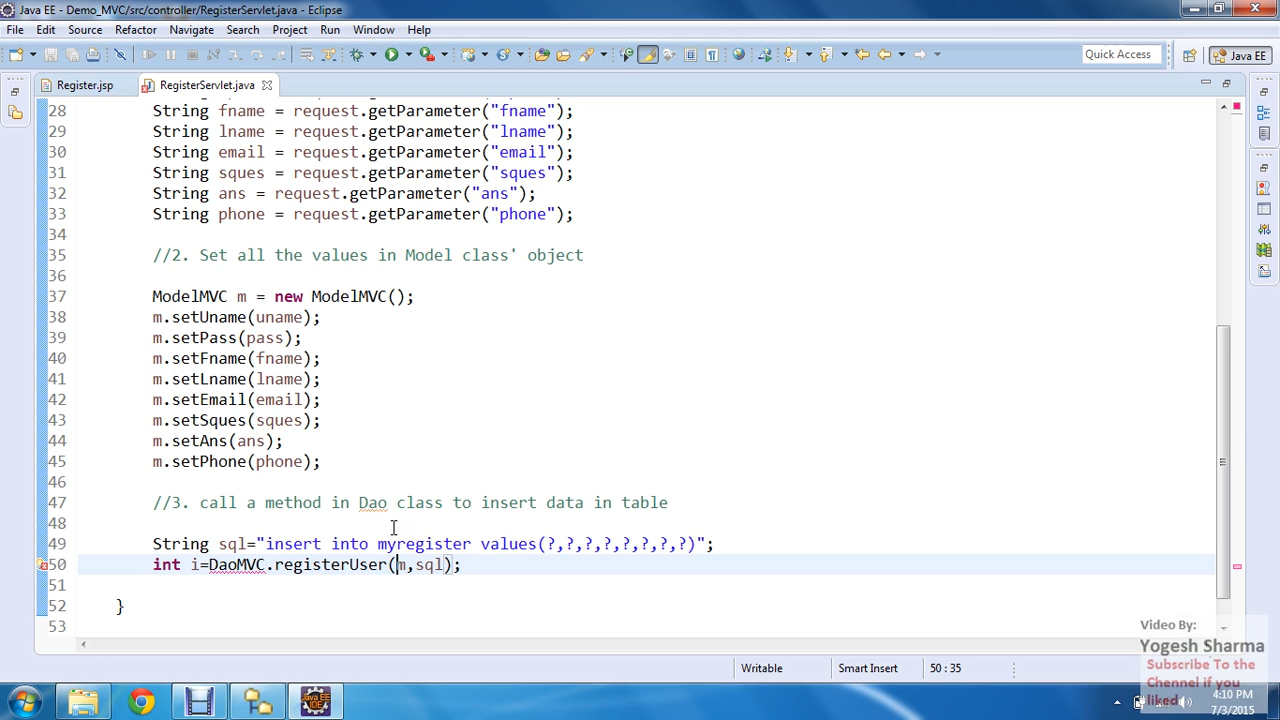 Java EE - Demo_MVC/src/controller/RegisterServlet.java - Eclipse
File Edit Source Refactor Navigate Search Project Run Window Help
Quick Access Java EE
Register.jsp RegisterServlet.java
28 String fname = request.getParameter("fname");
29 String lname = request.getParameter("lname");
30 String email = request.getParameter("email");
31 String sques = request.getParameter("sques");
32 String ans = request.getParameter("ans");
33 String phone = request.getParameter("phone");
34
35 //2. Set all the values in Model class' object
36
37 ModelMVC m = new ModelMVC();
38 m.setUname(uname);
39 m.setPass(pass);
40 m.setFname(fname);
41 m.setLname(lname);
42 m.setEmail(email);
43 m.setSques(sques);
44 m.setAns(ans);
45 m.setPhone(phone);
46
47 //3. call a method in Dao class to insert data in table
48
49 String sql="insert into myregister values(?,?,?,?,?,?,?,?)";
50 int i=DaoMVC.registerUser(m,sql);
51
52 }
53
Video By:
Yogesh Sharma
Subscribe To the
Chennel if you
liked
Writable Smart Insert 50 : 35
4:10 PM
7/3/2015